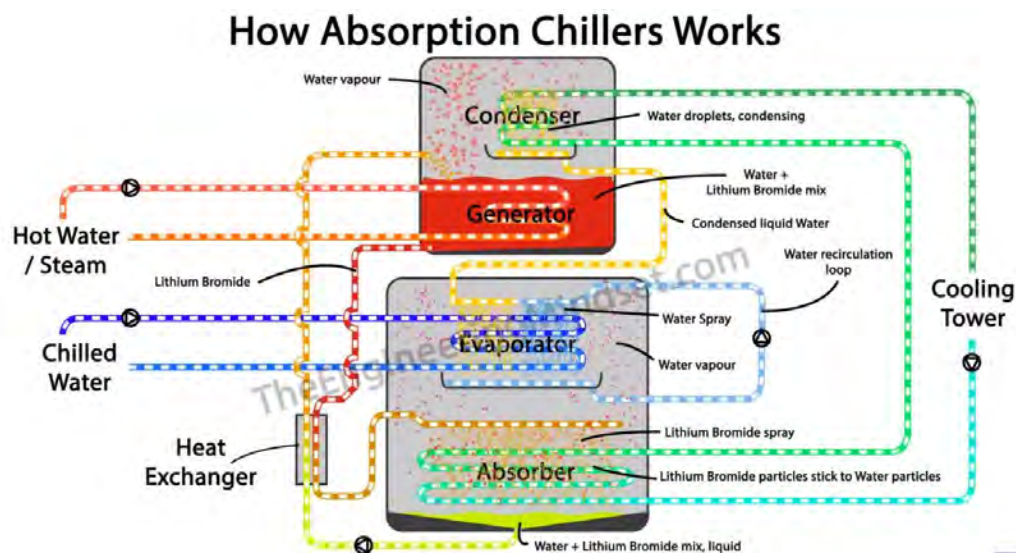 How Absorption Chillers Works
Water vapour
Condenser
Water droplets, condensing
Water +
Lithium Bromide mix
Generator
Hot Water
/ Steam
Condensed liquid Water
Lithium Bromide
Water recirculation
loop
Cooling
Tower
Water Spray
Evaporator
Chilled
Water
Water vapour
TheEngineeringMindset.com
Heat
Exchanger
Lithium Bromide spray
Absorber
Lithium Bromide particles stick to Water particles
Water + Lithium Bromide mix, liquid